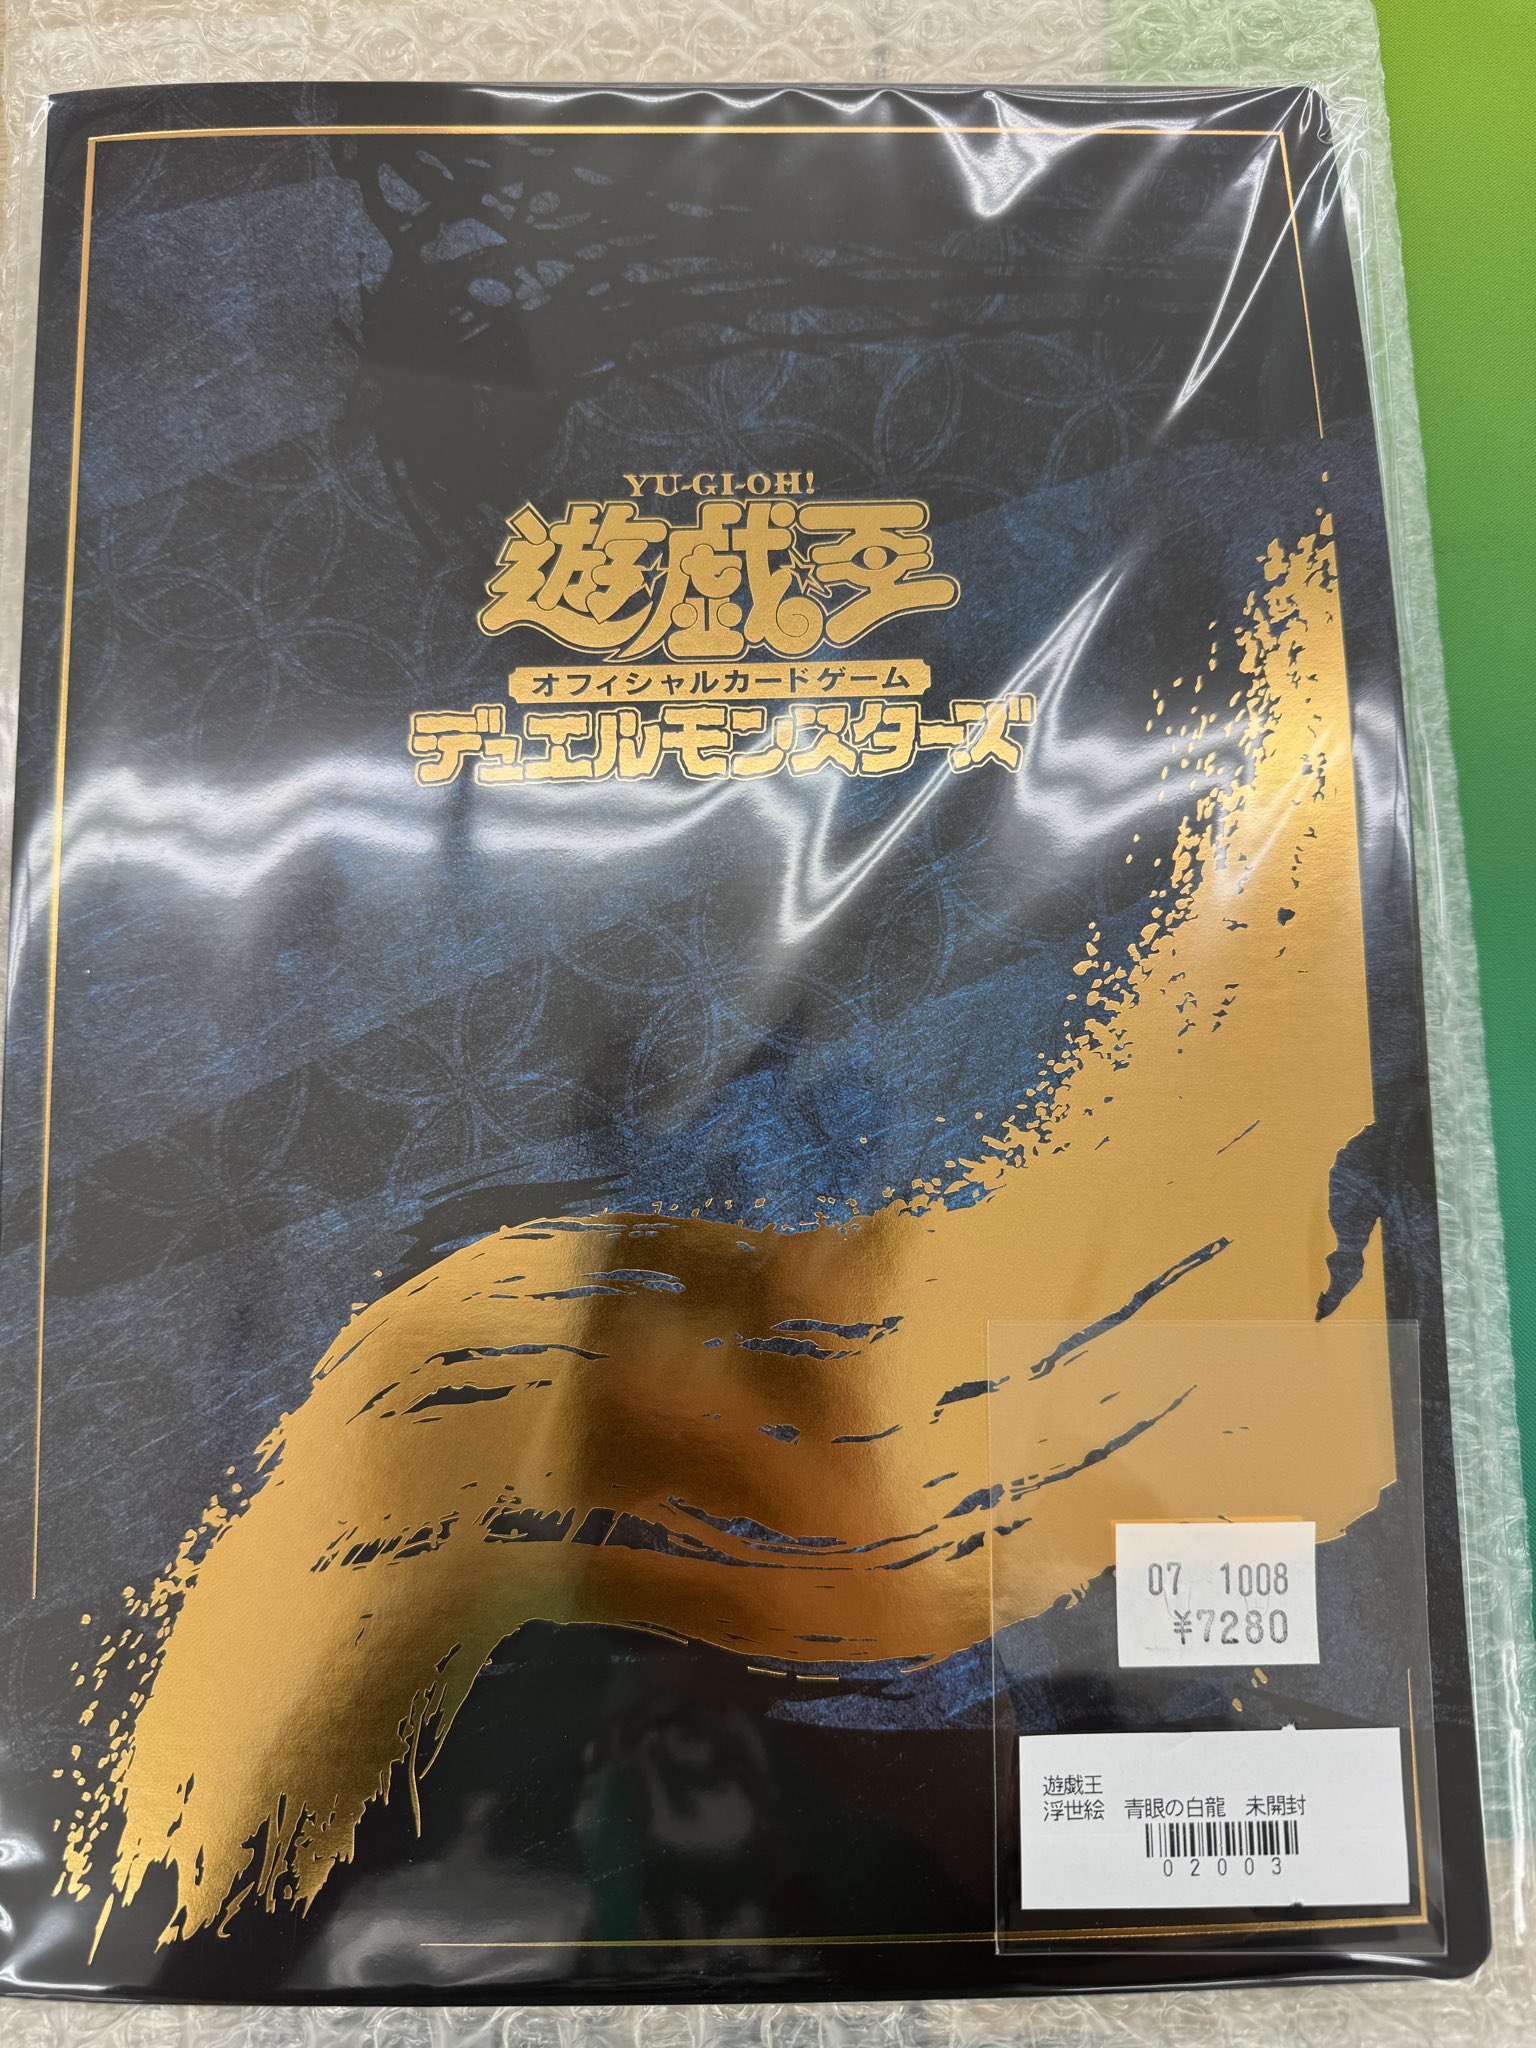 YU-GI-OH!
遊戯王
オフィシャルカードゲーム
デュエルモンスターズ
07 1008
¥7280
遊戯王
浮世絵 青眼の白龍 未開封
02003